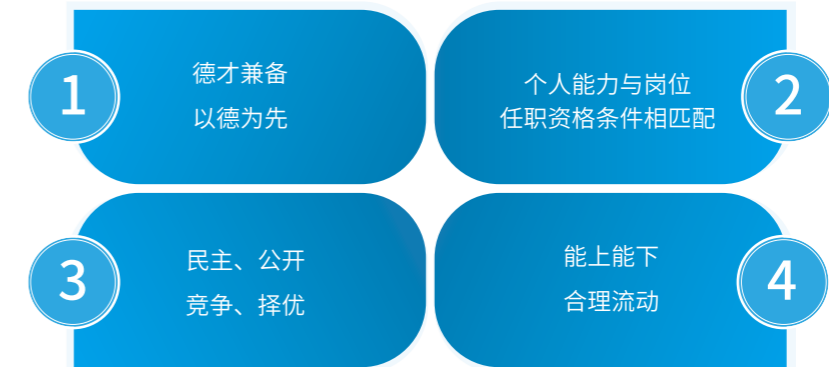 1
德才兼备
以德为先
个人能力与岗位
任职资格条件相匹配
2
3
民主、公开
竞争、择优
能上能下
合理流动
4